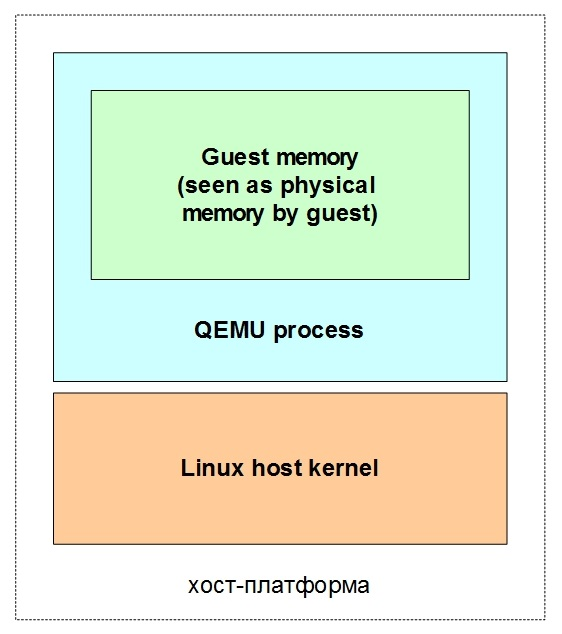 Guest memory
(seen as physical
memory by guest)
QEMU process
Linux host kernel
хост-платформа